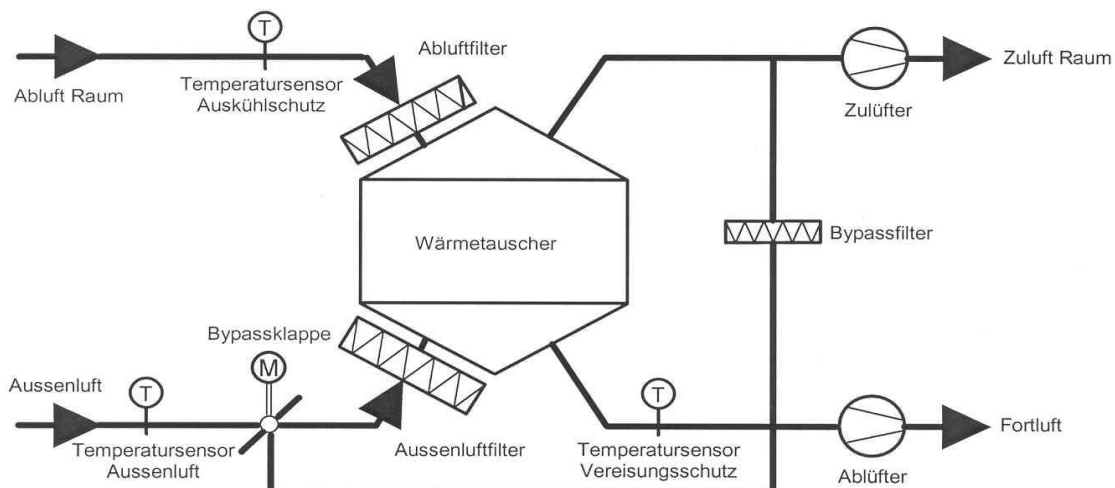 T
Abluftfilter
Zuluft Raum
Abluft Raum
Temperatursensor
Auskühlschutz
Zulüfter
Wärmetauscher
Bypassfilter
Bypassklappe
M
Aussenluft
T
T
Fortluft
Temperatursensor
Aussenluft
Aussenluftfilter
Temperatursensor
Vereisungsschutz
Ablüfter